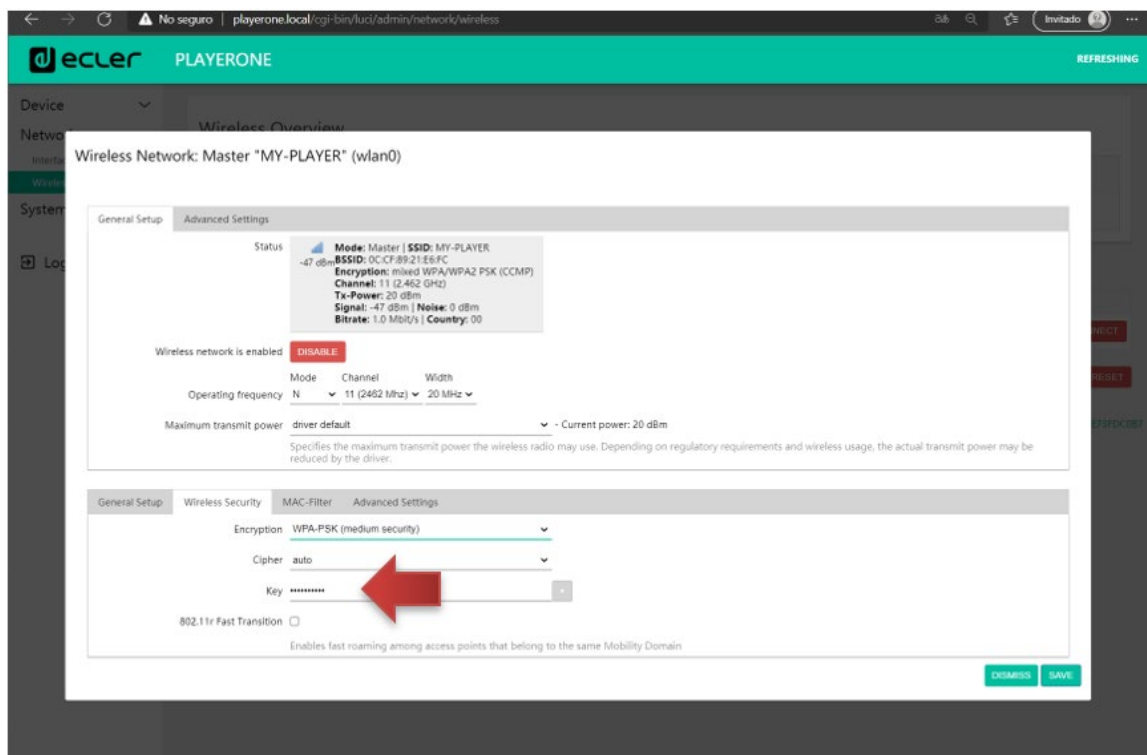 No seguro | playerone.local/cgi-bin/luci/admin/network/wireless
Invitado
ecler PLAYERONE REFRESHING
Device
Wireless Overview
Wireless Network: Master "MY-PLAYER" (wlan0)
System
General Setup Advanced Settings
Status
Mode: Master | SSID: MY-PLAYER
-47 dBm BSSID: 0C:CF:89:21:E6:FC
Encryption: mixed WPA/WPA2 PSK (CCMP)
Channel: 11 (2.462 GHz)
Tx-Power: 20 dBm
Signal: -47 dBm | Noise: 0 dBm
Bitrate: 1.0 Mbit/s | Country: 00
Wireless network is enabled DISABLE
Mode Channel Width
Operating frequency N 11 (2462 Mhz) 20 MHz
Maximum transmit power driver default - Current power: 20 dBm
Specifies the maximum transmit power the wireless radio may use. Depending on regulatory requirements and wireless usage, the actual transmit power may be
reduced by the driver.
RESET
General Setup Wireless Security MAC-Filter Advanced Settings
Encryption WPA-PSK (medium security)
Cipher auto
Key ••••••••••
802.11r Fast Transition
Enables fast roaming among access points that belong to the same Mobility Domain
DISMISS SAVE